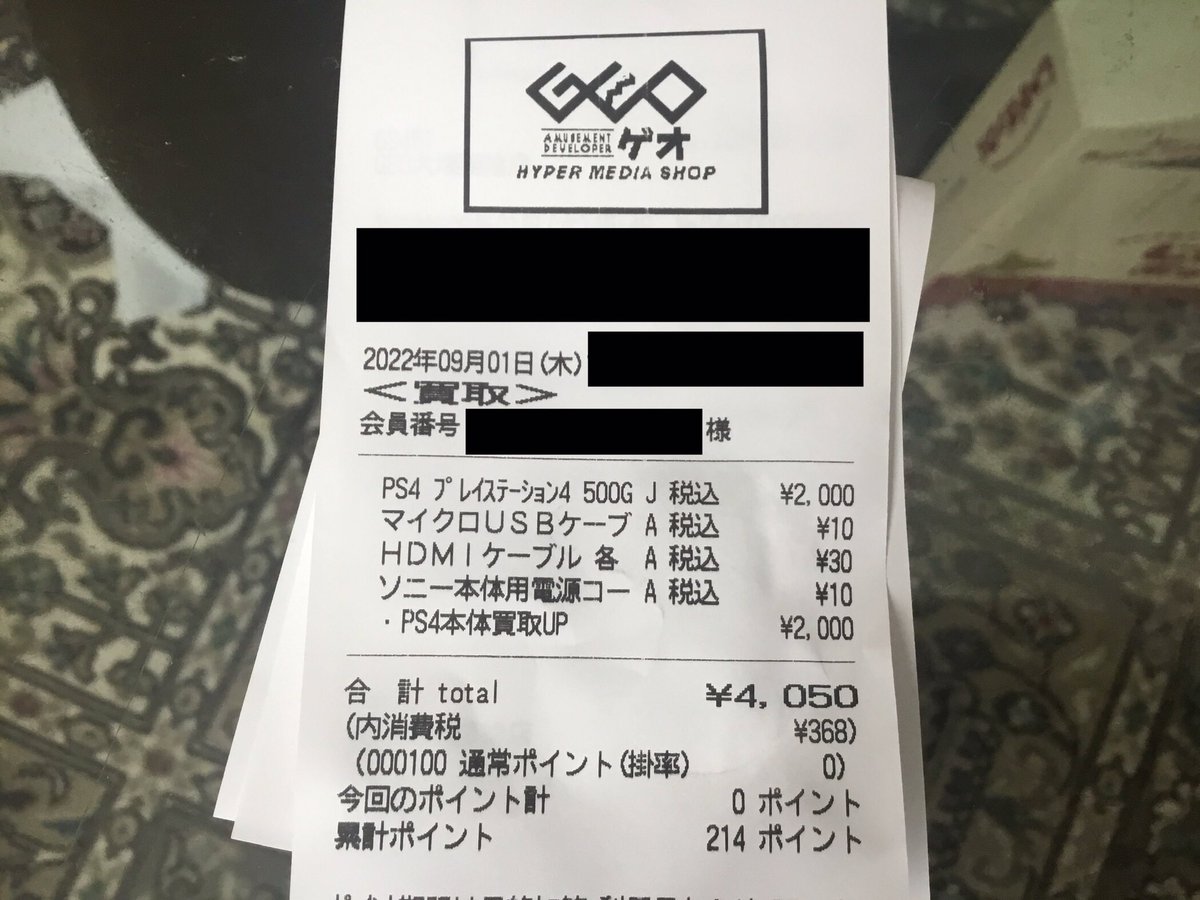 GEO
AMUSEMENT
DEVELOPER ゲオ
HYPER MEDIA SHOP
2022年09月01日(木)
<買取>
会員番号 様
PS4 プレイステーション4 500G J 税込 ¥2,000
マイクロUSBケーブ A 税込 ¥10
HDMIケーブル 各 A 税込 ¥30
ソニー本体用電源コー A 税込 ¥10
・PS4本体買取UP ¥2,000
合 計 total ¥4,050
(内消費税 ¥368)
(000100 通常ポイント(掛率) 0)
今回のポイント計 0 ポイント
累計ポイント 214 ポイント